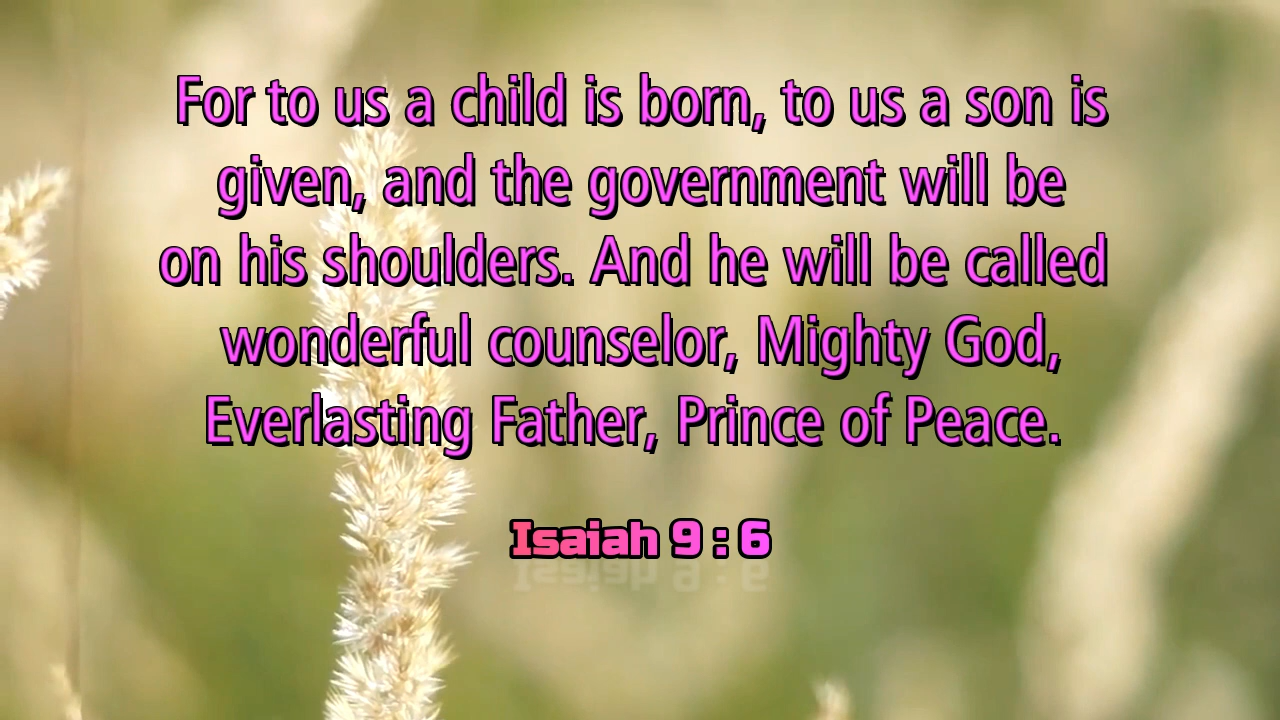 For to us a child is born, to us a son is
given, and the government will be
on his shoulders. And he will be called
wonderful counselor, Mighty God,
Everlasting Father, Prince of Peace.
Isaiah 9 : 6